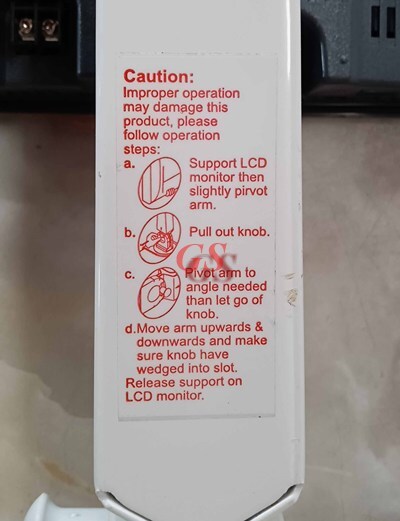 Caution:
Improper operation
may damage this
product, please
follow operation
steps:
a. Support LCD
monitor then
slightly pirvot
arm.
b. Pull out knob.
GS
GS
c. Pivot arm to
angle needed
than let go of
knob.
d.Move arm upwards &
downwards and make
sure knob have
wedged into slot.
Release support on
LCD monitor.